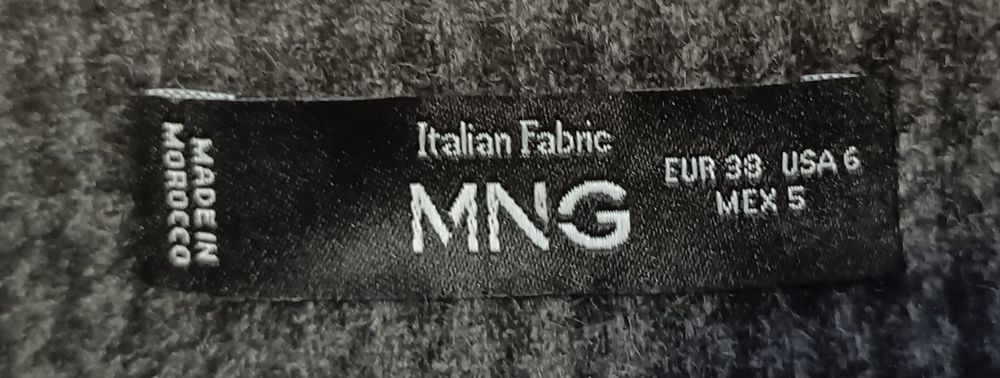 MADE IN
MOROCCO
Italian Fabric
MNG
EUR 38 USA 6
MEX 5